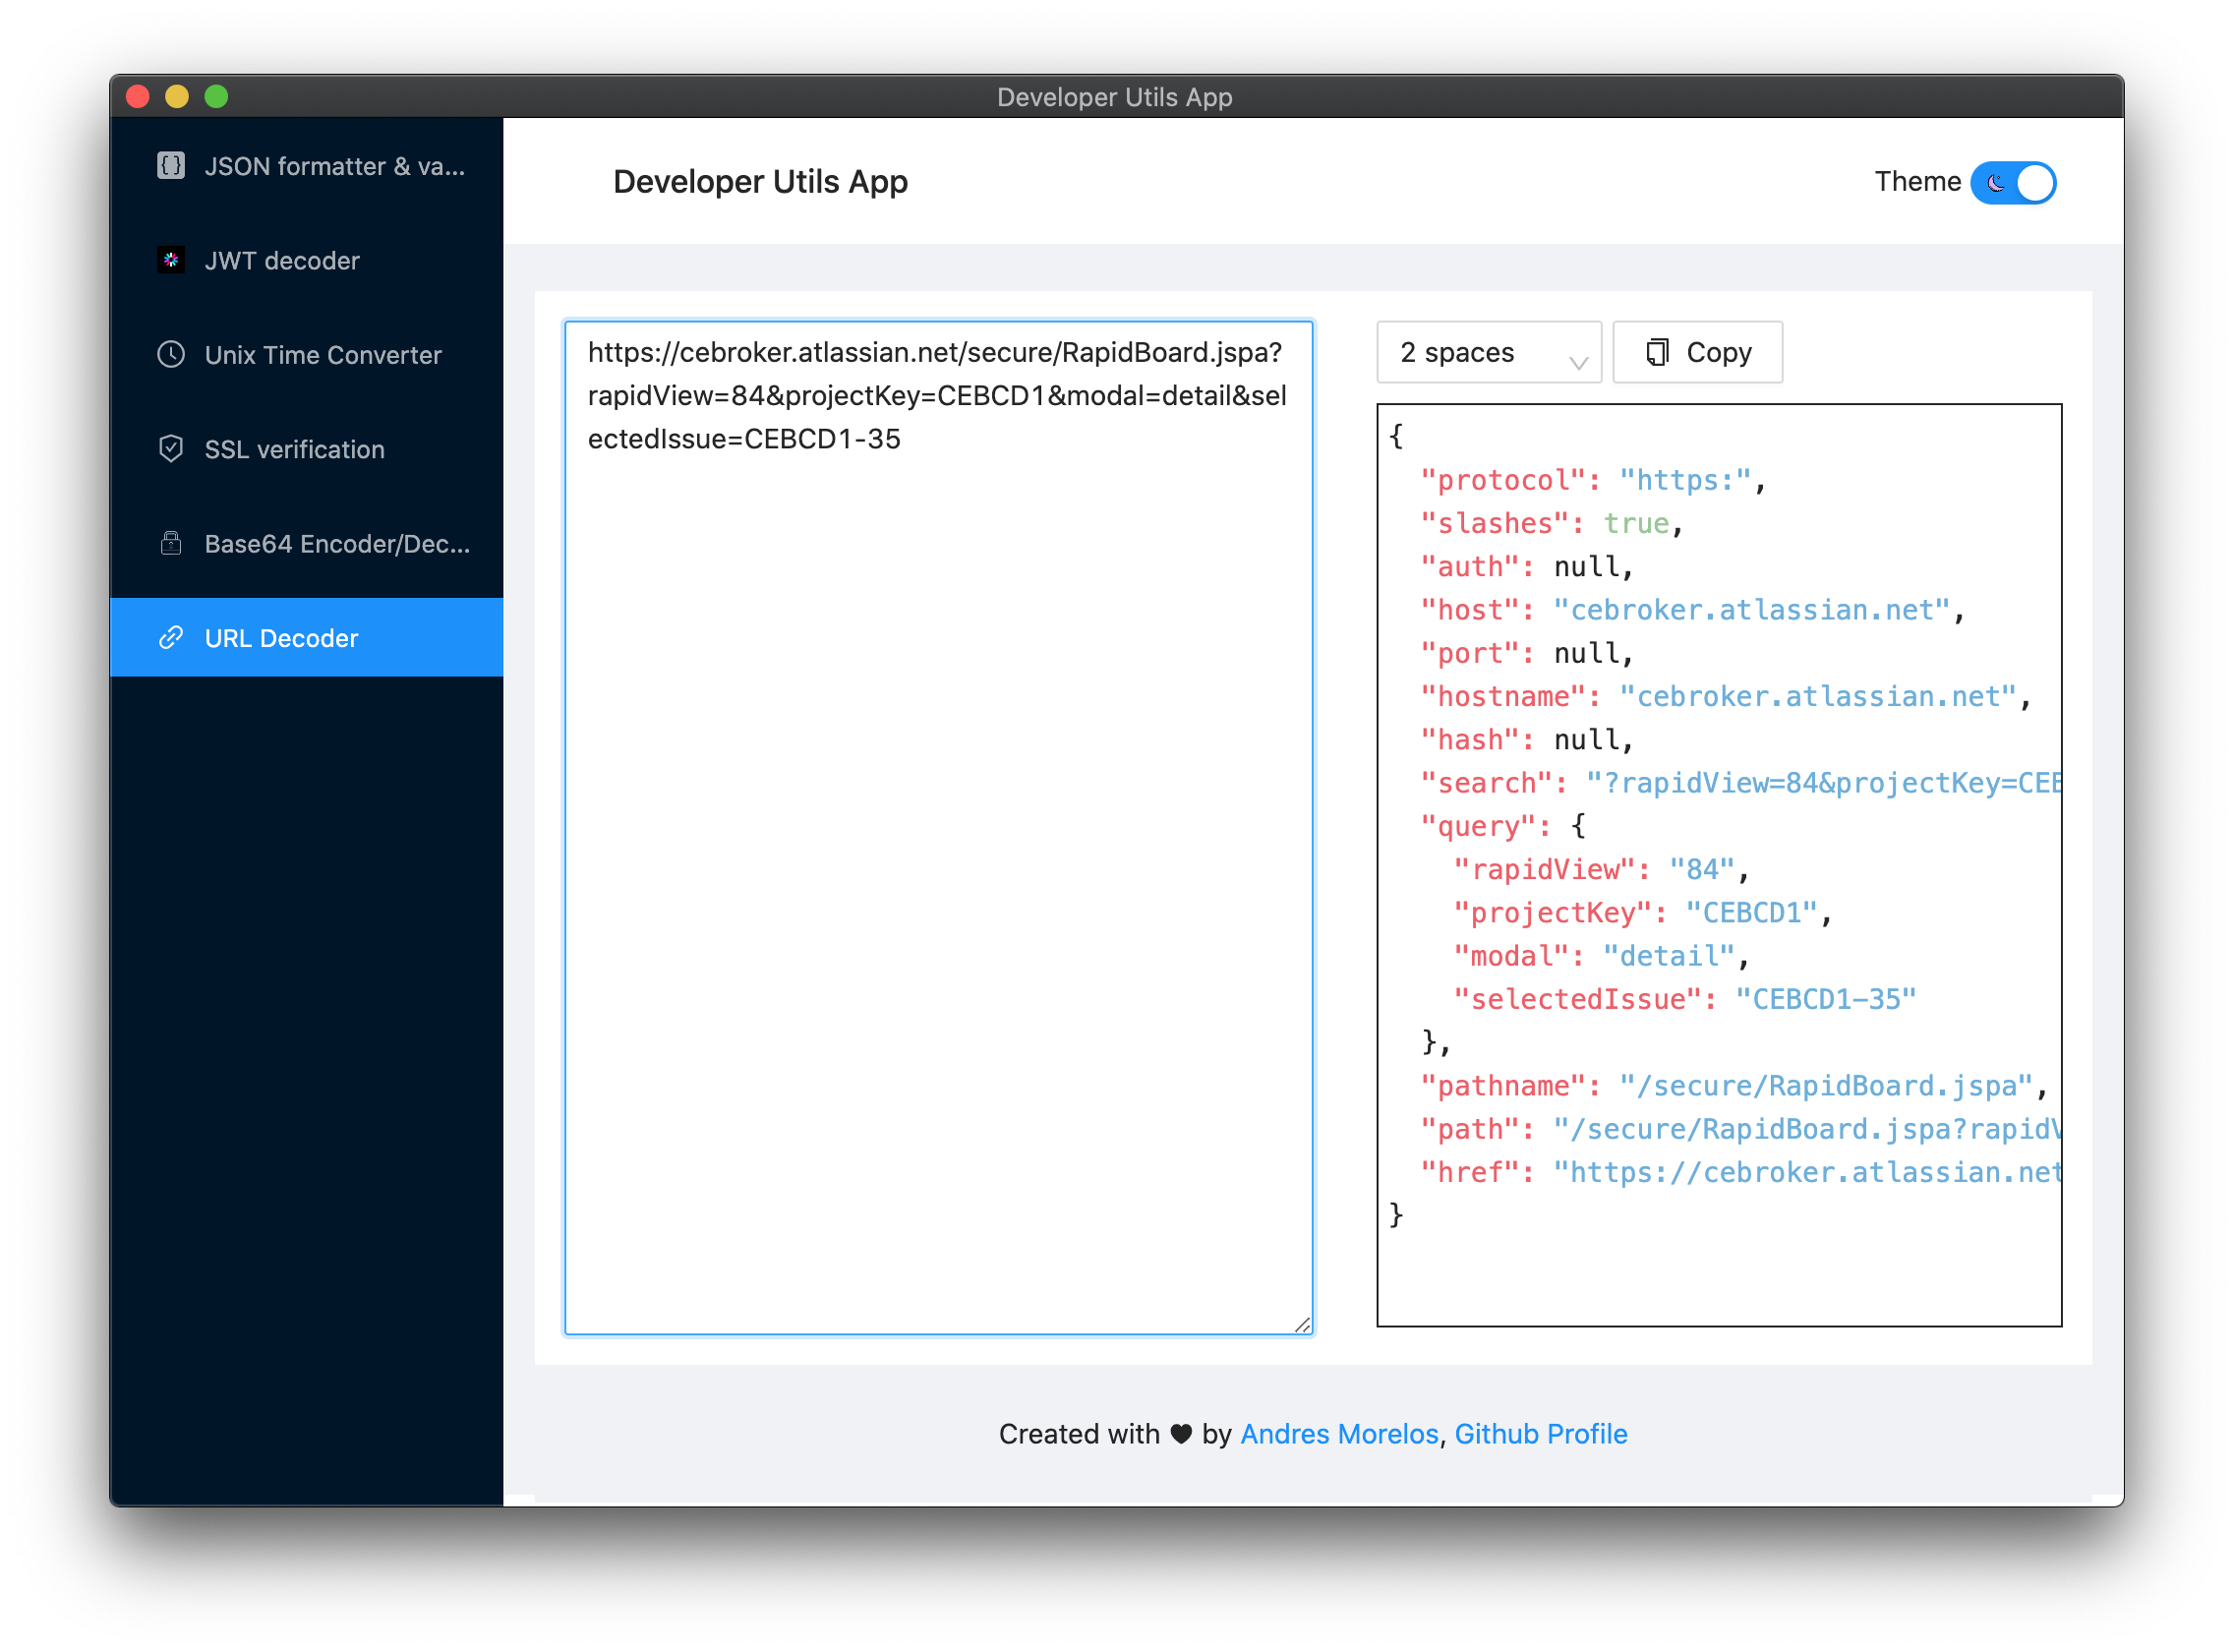 Developer Utils App
JSON formatter & va...
JWT decoder
Unix Time Converter
SSL verification
Base64 Encoder/Dec...
URL Decoder
Developer Utils App
Theme
https://cebroker.atlassian.net/secure/RapidBoard.jspa?
rapidView=84&projectKey=CEBCD1&modal=detail&sel
ectedIssue=CEBCD1-35
2 spaces
Copy
{
  "protocol": "https:",
  "slashes": true,
  "auth": null,
  "host": "cebroker.atlassian.net",
  "port": null,
  "hostname": "cebroker.atlassian.net",
  "hash": null,
  "search": "?rapidView=84&projectKey=CEB
  "query": {
    "rapidView": "84",
    "projectKey": "CEBCD1",
    "modal": "detail",
    "selectedIssue": "CEBCD1-35"
  },
  "pathname": "/secure/RapidBoard.jspa",
  "path": "/secure/RapidBoard.jspa?rapidV
  "href": "https://cebroker.atlassian.net
}
Created with ♥ by Andres Morelos, Github Profile